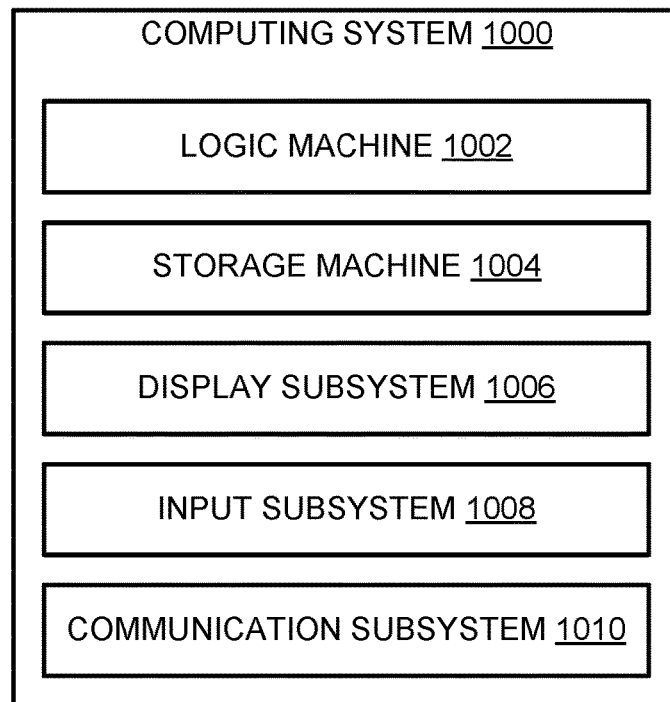 COMPUTING SYSTEM 1000
LOGIC MACHINE 1002
STORAGE MACHINE 1004
DISPLAY SUBSYSTEM 1006
INPUT SUBSYSTEM 1008
COMMUNICATION SUBSYSTEM 1010